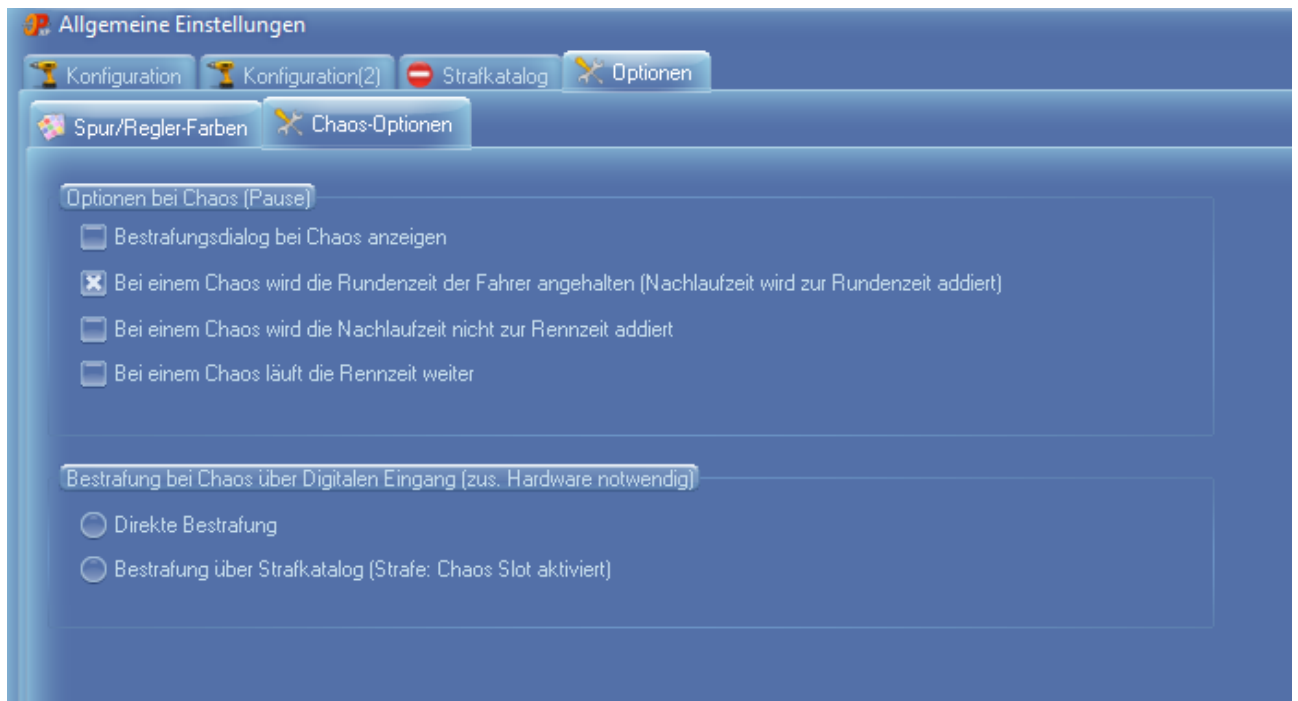 Allgemeine Einstellungen
Konfiguration Konfiguration(2) Strafkatalog Optionen
Spur/Regler-Farben Chaos-Optionen
Optionen bei Chaos (Pause)
Bestrafungsdialog bei Chaos anzeigen
Bei einem Chaos wird die Rundenzeit der Fahrer angehalten (Nachlaufzeit wird zur Rundenzeit addiert)
Bei einem Chaos wird die Nachlaufzeit nicht zur Rennzeit addiert
Bei einem Chaos läuft die Rennzeit weiter
Bestrafung bei Chaos über Digitalen Eingang (zus. Hardware notwendig)
Direkte Bestrafung
Bestrafung über Strafkatalog (Strafe: Chaos Slot aktiviert)